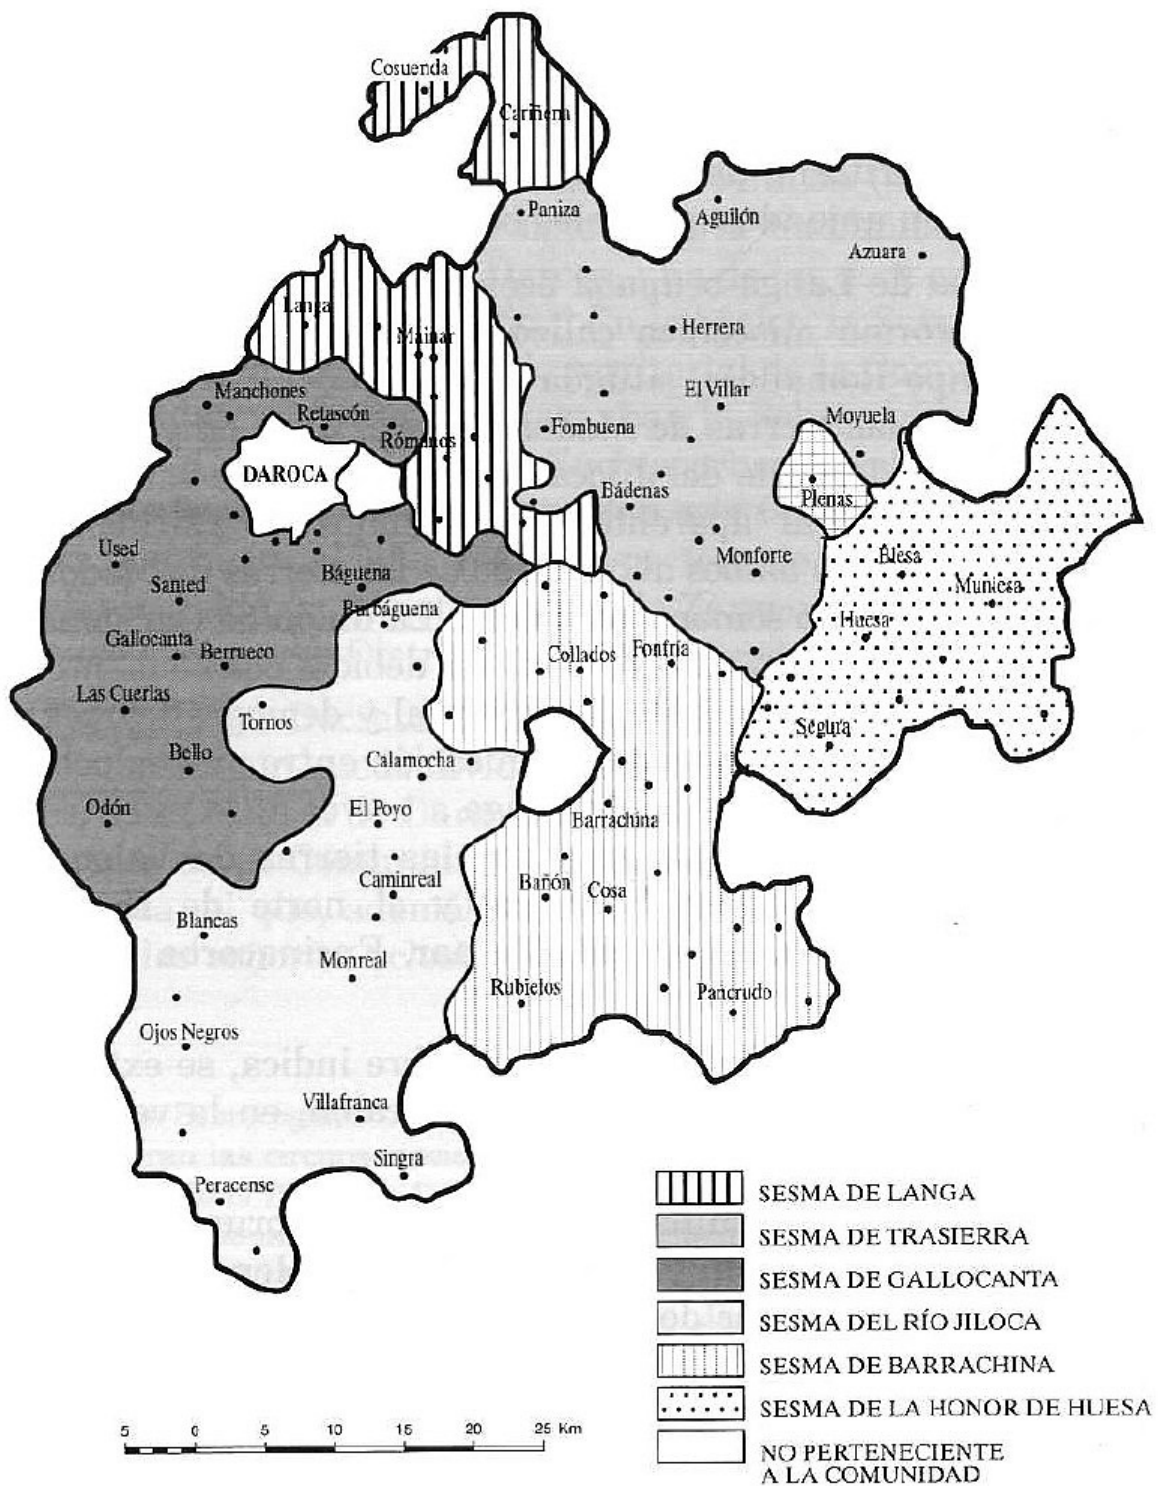 Cosuenda
Cariñena
Paniza
Aguilón
Azuara
Langa
Mainar
Herrera
Manchones
Retascón
El Villar
Fombuena
Moyuela
Rómanos
DAROCA
Bádenas
Plenas
Used
Monforte
Blesa
Santed
Báguena
Muniesa
Burbáguena
Huesa
Gallocanta
Berrueco
Collados
Fonfría
Las Cuerlas
Tornos
Segura
Bello
Calamocha
Odón
El Poyo
Barrachina
Caminreal
Bañón
Cosa
Blancas
Monreal
Rubielos
Pancrudo
Ojos Negros
Villafranca
Singra
Peracense
SESMA DE LANGA
SESMA DE TRASIERRA
SESMA DE GALLOCANTA
SESMA DEL RÍO JILOCA
SESMA DE BARRACHINA
SESMA DE LA HONOR DE HUESA
NO PERTENECIENTE
A LA COMUNIDAD
5 0 5 10 15 20 25 Km